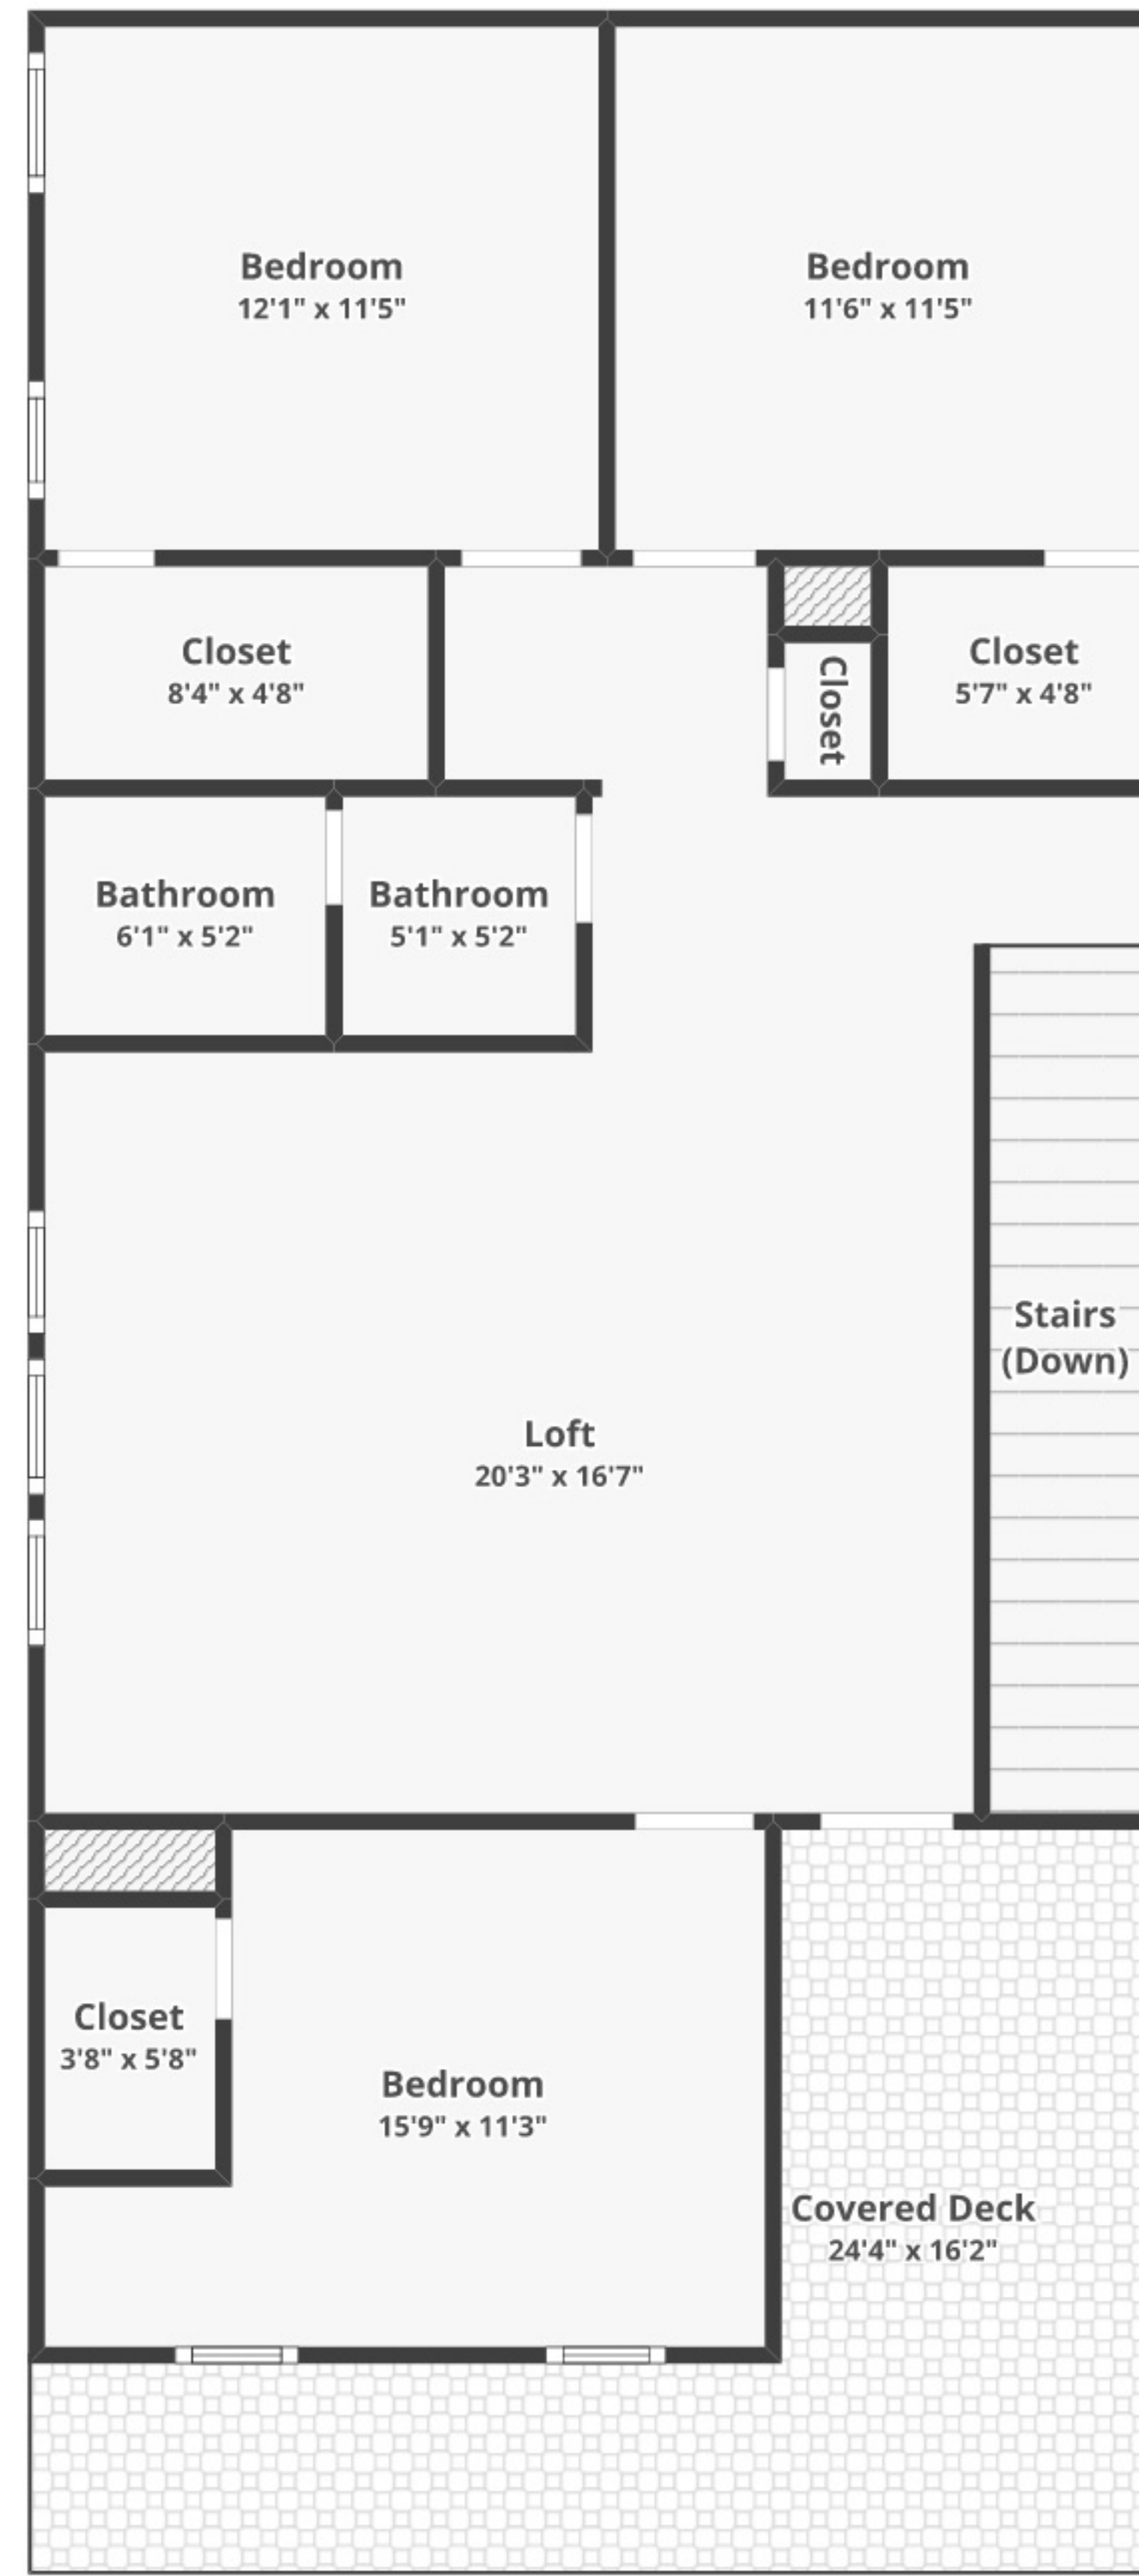 Bedroom
12'1" x 11'5"
Bedroom
11'6" x 11'5"
Closet
8'4" x 4'8"
Closet
Closet
5'7" x 4'8"
Bathroom
6'1" x 5'2"
Bathroom
5'1" x 5'2"
Stairs
(Down)
Loft
20'3" x 16'7"
Closet
3'8" x 5'8"
Bedroom
15'9" x 11'3"
Covered Deck
24'4" x 16'2"